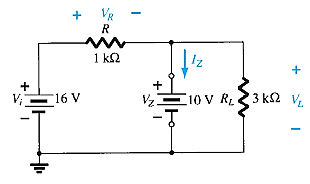 + V_R −
R
1 kΩ
I_Z
+
V_i 16 V
−
+
V_Z 10 V
−
R_L 3 kΩ
+
V_L
−